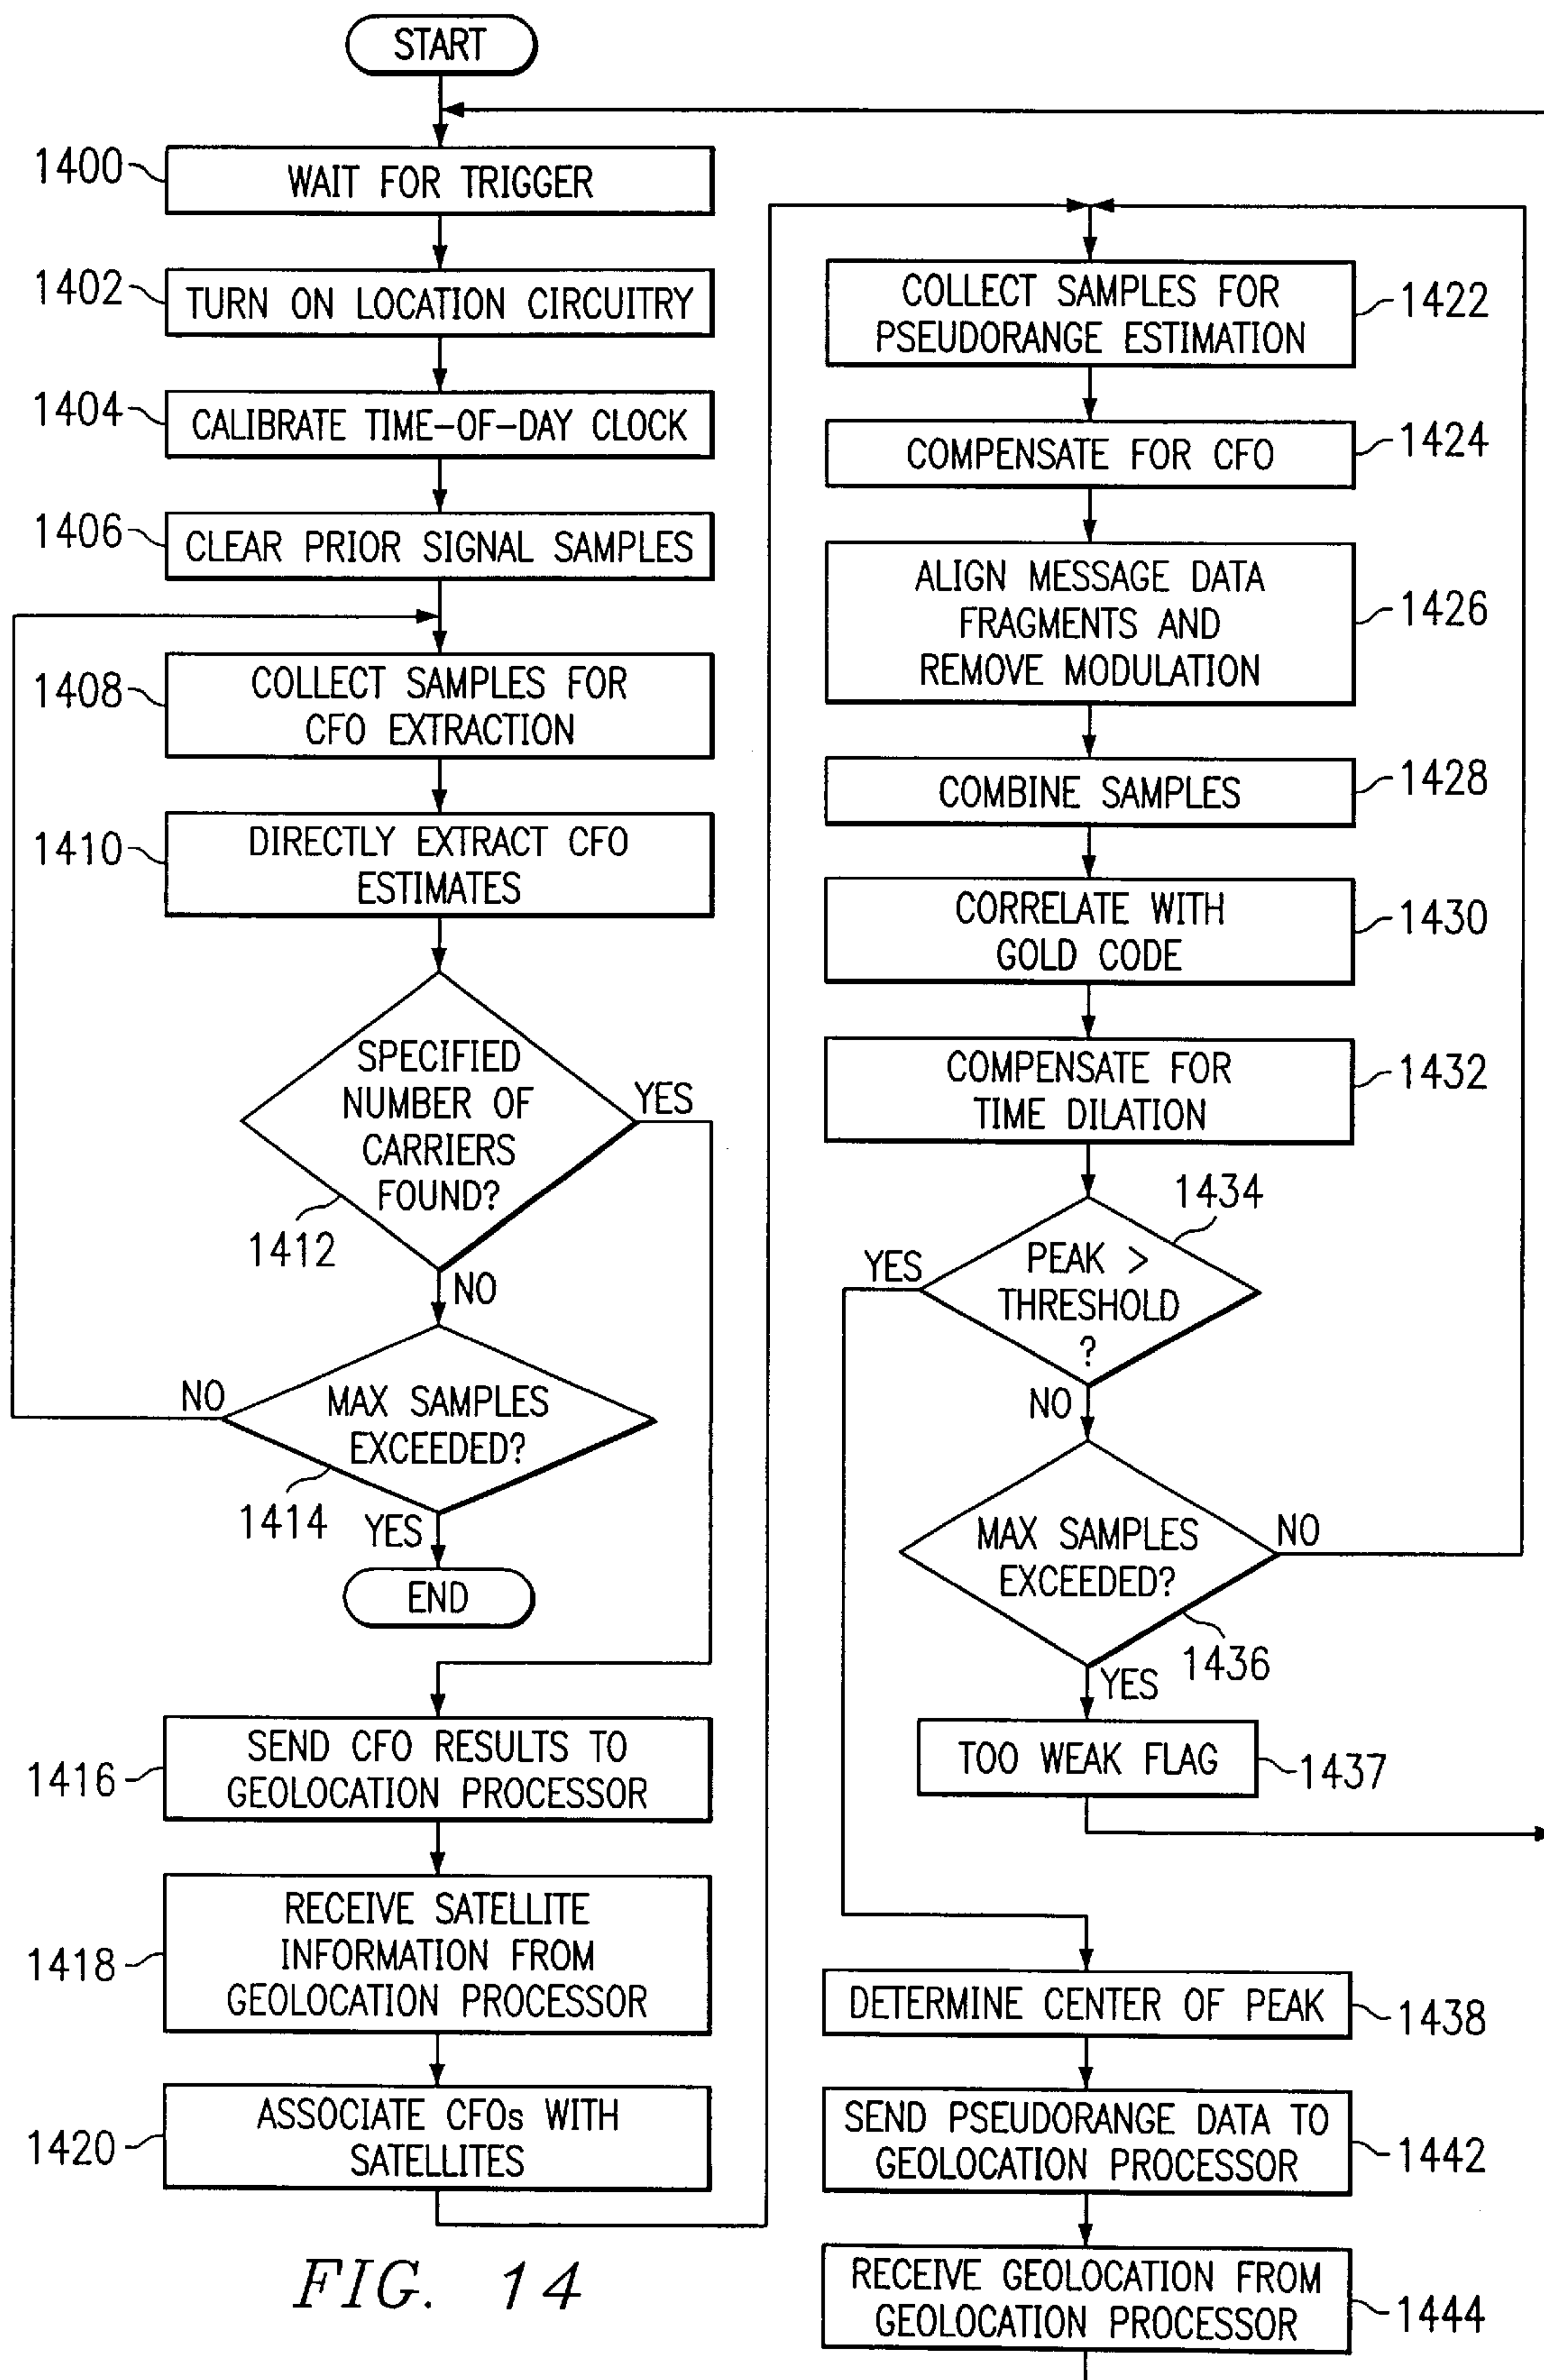 START
1400
WAIT FOR TRIGGER
1402
TURN ON LOCATION CIRCUITRY
1404
CALIBRATE TIME-OF-DAY CLOCK
1406
CLEAR PRIOR SIGNAL SAMPLES
1408
COLLECT SAMPLES FOR
CFO EXTRACTION
1410
DIRECTLY EXTRACT CFO
ESTIMATES
SPECIFIED
NUMBER OF
CARRIERS
FOUND?
YES
1412
NO
MAX SAMPLES
EXCEEDED?
NO
1414
YES
END
1416
SEND CFO RESULTS TO
GEOLOCATION PROCESSOR
1418
RECEIVE SATELLITE
INFORMATION FROM
GEOLOCATION PROCESSOR
1420
ASSOCIATE CFOs WITH
SATELLITES
COLLECT SAMPLES FOR
PSEUDORANGE ESTIMATION
1422
COMPENSATE FOR CFO
1424
ALIGN MESSAGE DATA
FRAGMENTS AND
REMOVE MODULATION
1426
COMBINE SAMPLES
1428
CORRELATE WITH
GOLD CODE
1430
COMPENSATE FOR
TIME DILATION
1432
1434
YES
PEAK >
THRESHOLD
?
NO
MAX SAMPLES
EXCEEDED?
NO
1436
YES
TOO WEAK FLAG
1437
DETERMINE CENTER OF PEAK
1438
SEND PSEUDORANGE DATA TO
GEOLOCATION PROCESSOR
1442
RECEIVE GEOLOCATION FROM
GEOLOCATION PROCESSOR
1444
FIG. 14